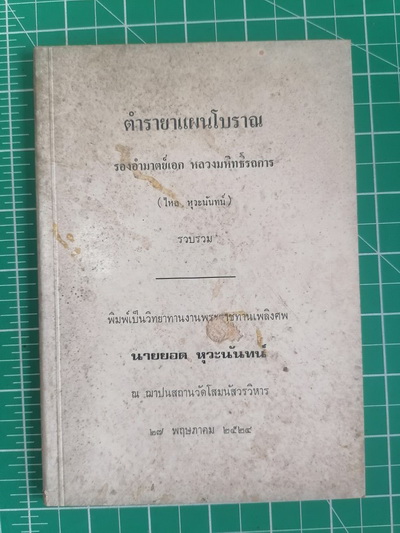 ตำรายาแผนโบราณ
รองอำมาตย์เอก หลวงมหิทธิ์รถการ
(ไหล หุวะนันทน์)
รวบรวม
พิมพ์เป็นวิทยาทานงานพระราชทานเพลิงศพ
นายยอด หุวะนันทน์
ณ ฌาปนสถานวัดโสมนัสวรวิหาร
๒๗ พฤษภาคม ๒๕๒๔